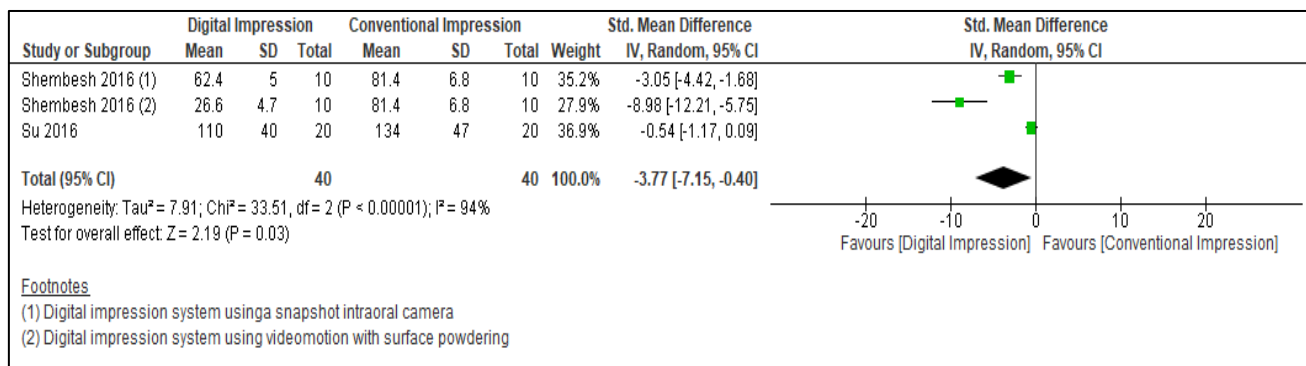 Digital Impression Conventional Impression Std. Mean Difference Std. Mean Difference
Study or Subgroup Mean SD Total Mean SD Total Weight IV, Random, 95% CI IV, Random, 95% CI
Shembesh 2016 (1) 62.4 5 10 81.4 6.8 10 35.2% -3.05 [-4.42, -1.68]
Shembesh 2016 (2) 26.6 4.7 10 81.4 6.8 10 27.9% -8.98 [-12.21, -5.75]
Su 2016 110 40 20 134 47 20 36.9% -0.54 [-1.17, 0.09]
Total (95% CI) 40 40 100.0% -3.77 [-7.15, -0.40]
Heterogeneity: Tau² = 7.91; Chi² = 33.51, df = 2 (P < 0.00001); I² = 94%
Test for overall effect: Z = 2.19 (P = 0.03)
-20 -10 0 10 20
Favours [Digital Impression] Favours [Conventional Impression]
Footnotes
(1) Digital impression system usinga snapshot intraoral camera
(2) Digital impression system using videomotion with surface powdering